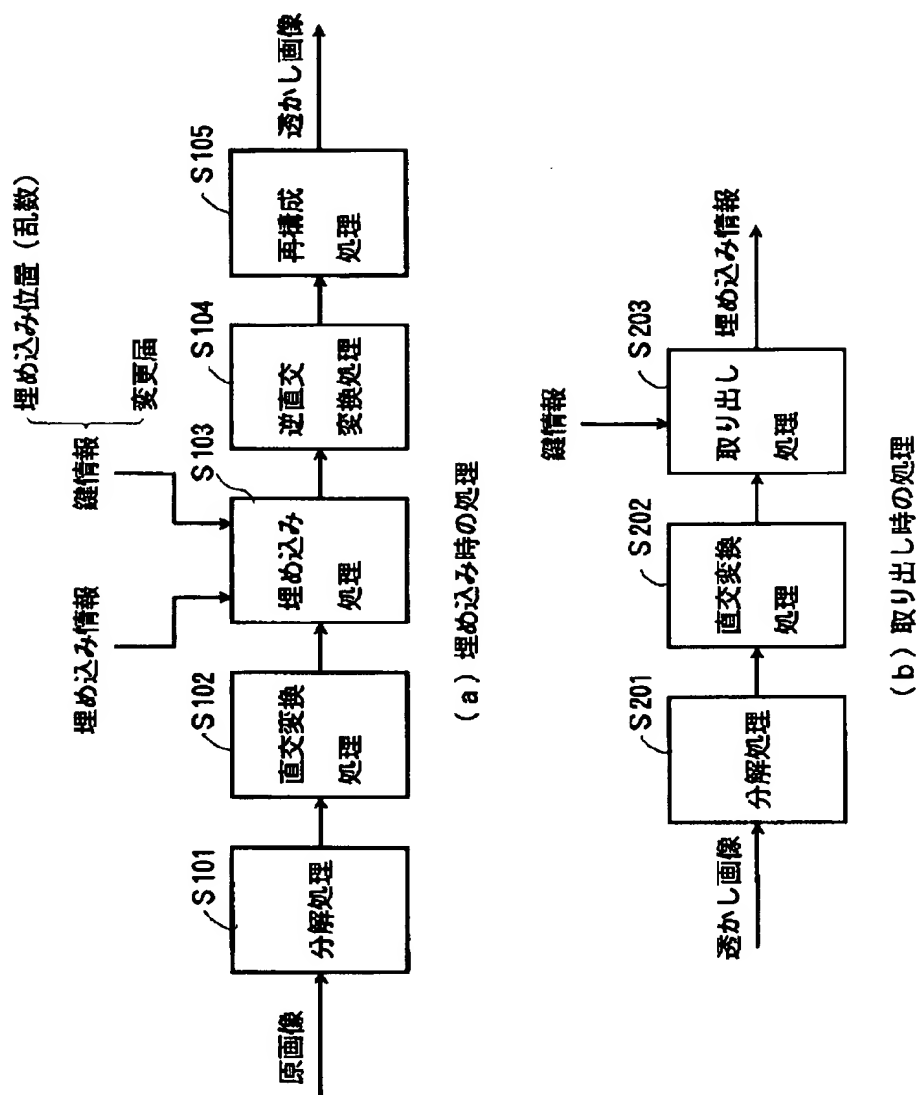 埋め込み位置(乱数)
変更届
埋め込み情報
鍵情報
原画像
S101
分解処理
S102
直交変換
処理
S103
埋め込み
処理
S104
逆直交
変換処理
S105
再構成
処理
透かし画像
(a)埋め込み時の処理
鍵情報
透かし画像
S201
分解処理
S202
直交変換
処理
S203
取り出し
処理
埋め込み情報
(b)取り出し時の処理